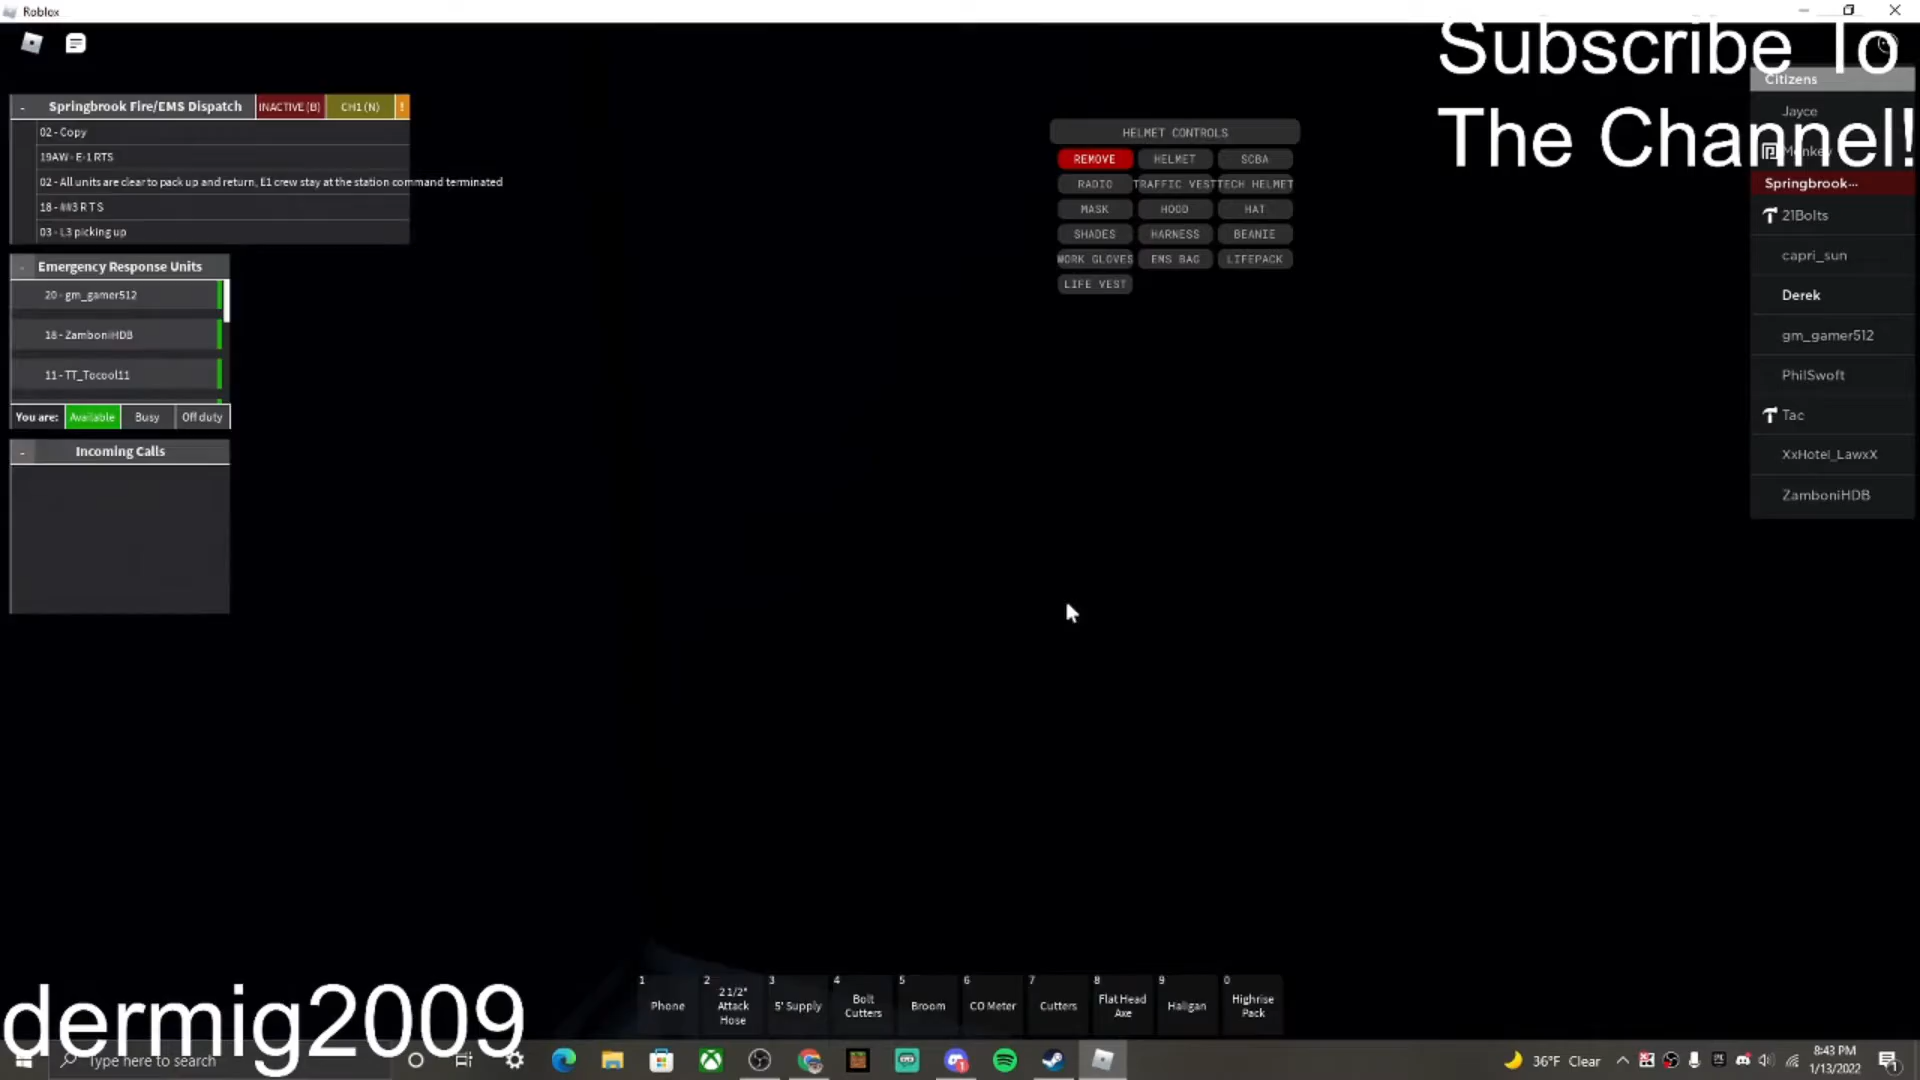 Roblox
Subscribe To
The Channel!
Springbrook Fire/EMS Dispatch
INACTIVE (B)
CH1 (N)
!
02 - Copy
19AW - E-1 RTS
02 - All units are clear to pack up and return, E1 crew stay at the station command terminated
18 - ##3 R T S
03 - L3 picking up
Emergency Response Units
20 - gm_gamer512
18 - ZamboniHDB
11 - TT_Tocool11
You are: Available Busy Off duty
Incoming Calls
HELMET CONTROLS
REMOVE HELMET SCBA
RADIO TRAFFIC VEST TECH HELMET
MASK HOOD HAT
SHADES HARNESS BEANIE
WORK GLOVES EMS BAG LIFEPACK
LIFE VEST
Citizens
Jayce
Monkey
Springbrook...
21Bolts
capri_sun
Derek
gm_gamer512
PhilSwoft
Tac
XxHotel_LawxX
ZamboniHDB
1 Phone
2 2 1/2" Attack Hose
3 5' Supply
4 Bolt Cutters
5 Broom
6 CO Meter
7 Cutters
8 Flat Head Axe
9 Halligan
0 Highrise Pack
dermig2009
Type here to search
36°F Clear
8:43 PM
1/13/2022